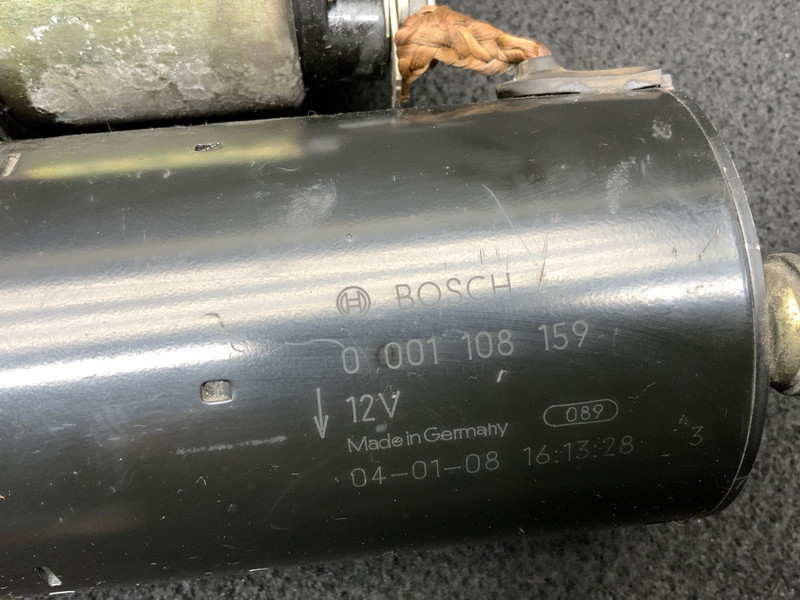 BOSCH
0 001 108 159
12V
Made in Germany
089
04-01-08 16:13:28 3